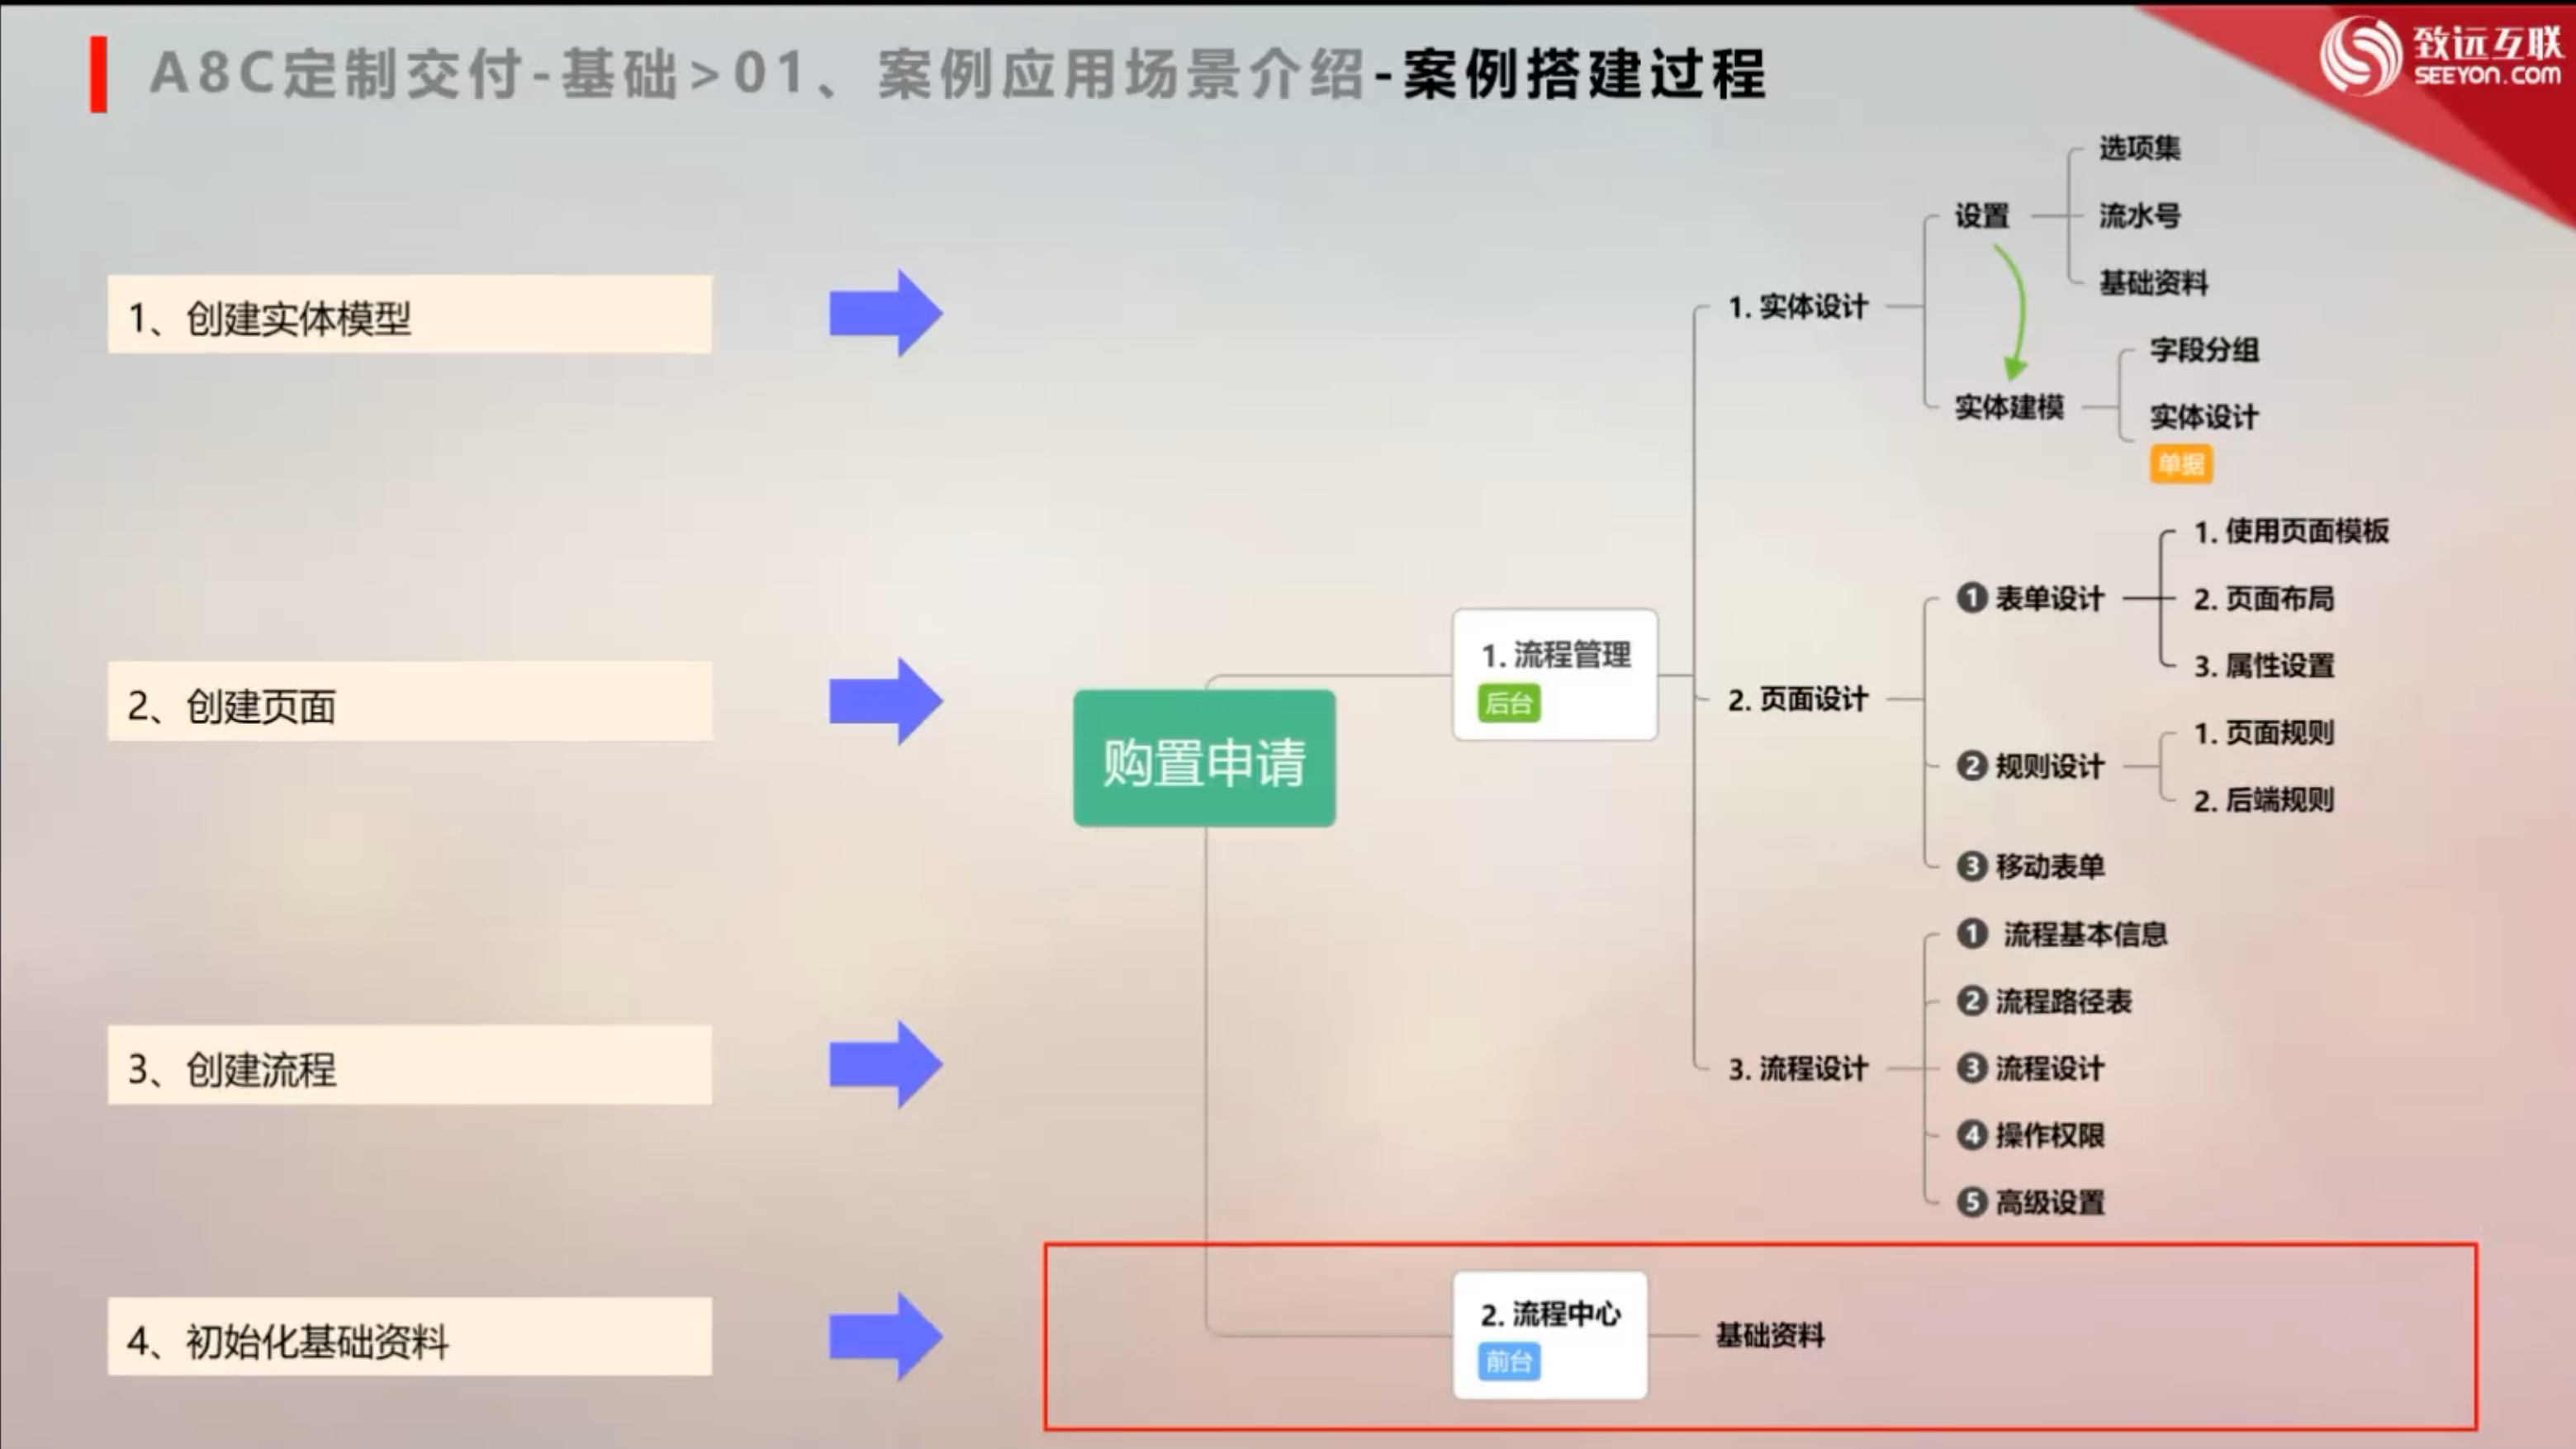 A8C定制交付-基础>01、案例应用场景介绍-案例搭建过程
致远互联
SEEYON.COM
1、创建实体模型
2、创建页面
3、创建流程
4、初始化基础资料
购置申请
1. 流程管理
后台
1. 实体设计
设置
选项集
流水号
基础资料
实体建模
字段分组
实体设计
单据
2. 页面设计
❶ 表单设计
1. 使用页面模板
2. 页面布局
3. 属性设置
❷ 规则设计
1. 页面规则
2. 后端规则
❸ 移动表单
3. 流程设计
❶ 流程基本信息
❷ 流程路径表
❸ 流程设计
❹ 操作权限
❺ 高级设置
2. 流程中心
前台
基础资料